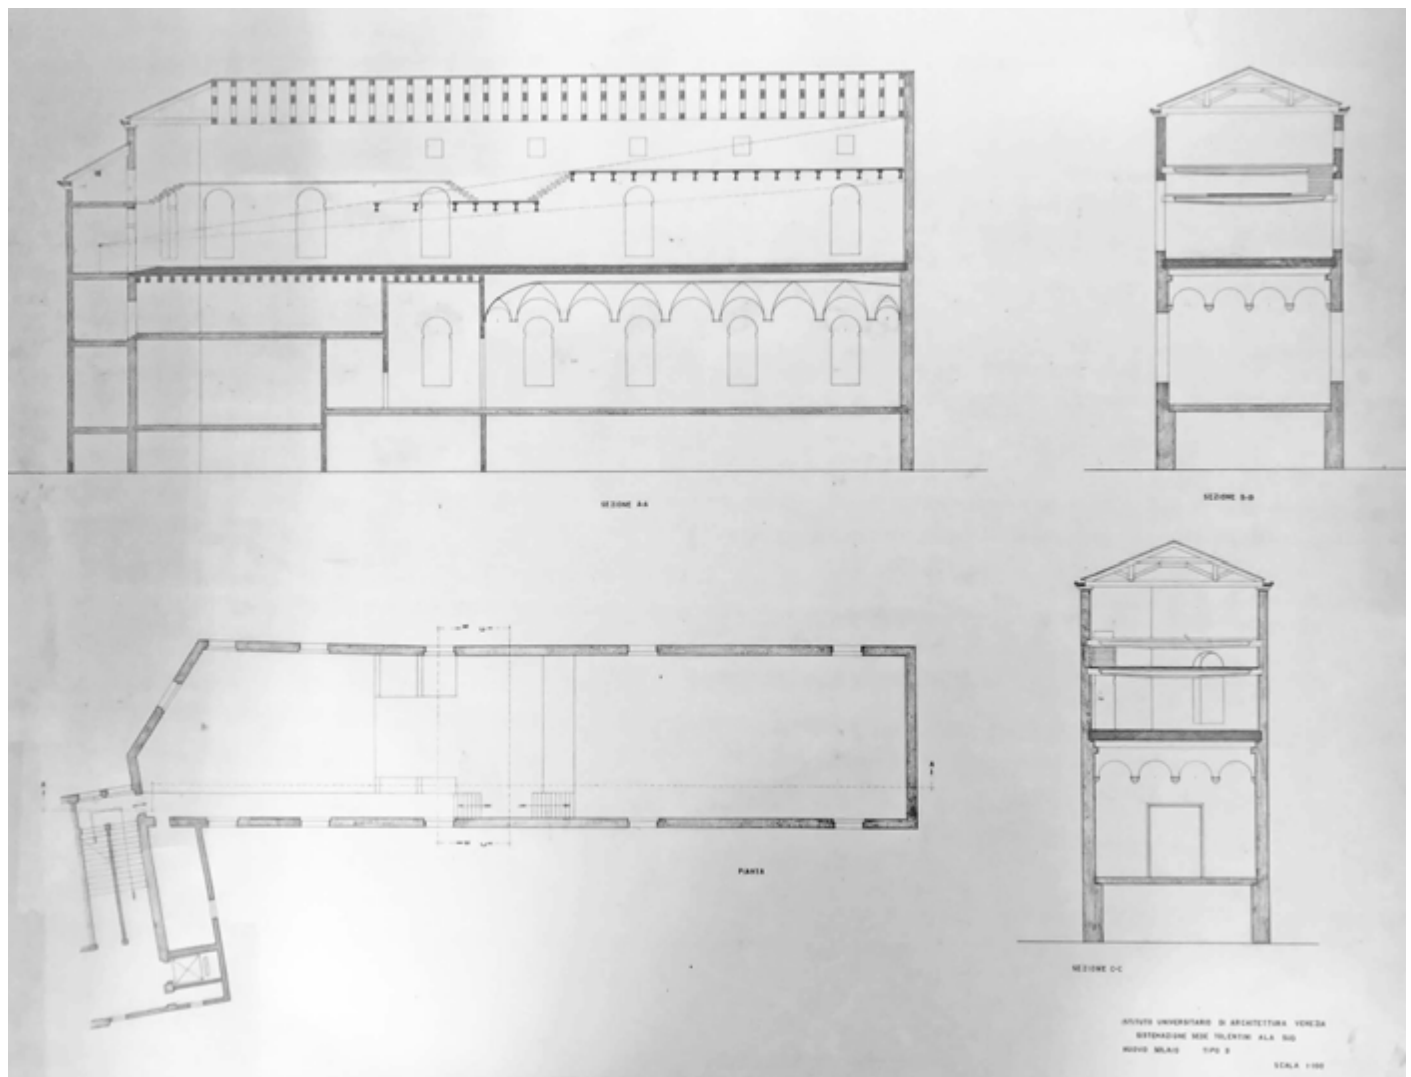 SEZIONE A-A
SEZIONE B-B
PIANTA
SEZIONE C-C
ISTITUTO UNIVERSITARIO DI ARCHITETTURA VENEZIA
SISTEMAZIONE SEDE TOLENTINI ALA SUD
NUOVO SOLAIO TIPO
SCALA 1:100